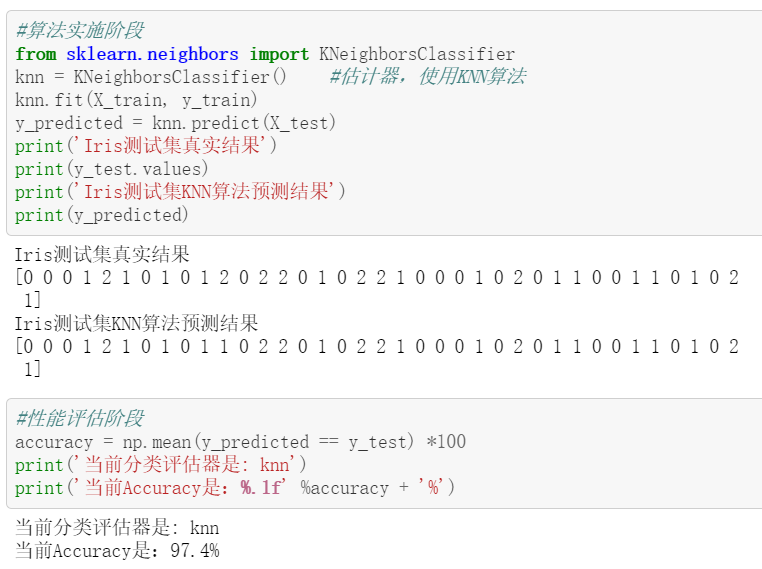 #算法实施阶段
from sklearn.neighbors import KNeighborsClassifier
knn = KNeighborsClassifier()    #估计器，使用KNN算法
knn.fit(X_train, y_train)
y_predicted = knn.predict(X_test)
print('Iris测试集真实结果')
print(y_test.values)
print('Iris测试集KNN算法预测结果')
print(y_predicted)
Iris测试集真实结果
[0 0 0 1 2 1 0 1 0 1 2 0 2 2 0 1 0 2 2 1 0 0 0 1 0 2 0 1 1 0 0 1 1 0 1 0 2
 1]
Iris测试集KNN算法预测结果
[0 0 0 1 2 1 0 1 0 1 1 0 2 2 0 1 0 2 2 1 0 0 0 1 0 2 0 1 1 0 0 1 1 0 1 0 2
 1]
#性能评估阶段
accuracy = np.mean(y_predicted == y_test) *100
print('当前分类评估器是: knn')
print('当前Accuracy是：%.1f' %accuracy + '%')
当前分类评估器是: knn
当前Accuracy是：97.4%